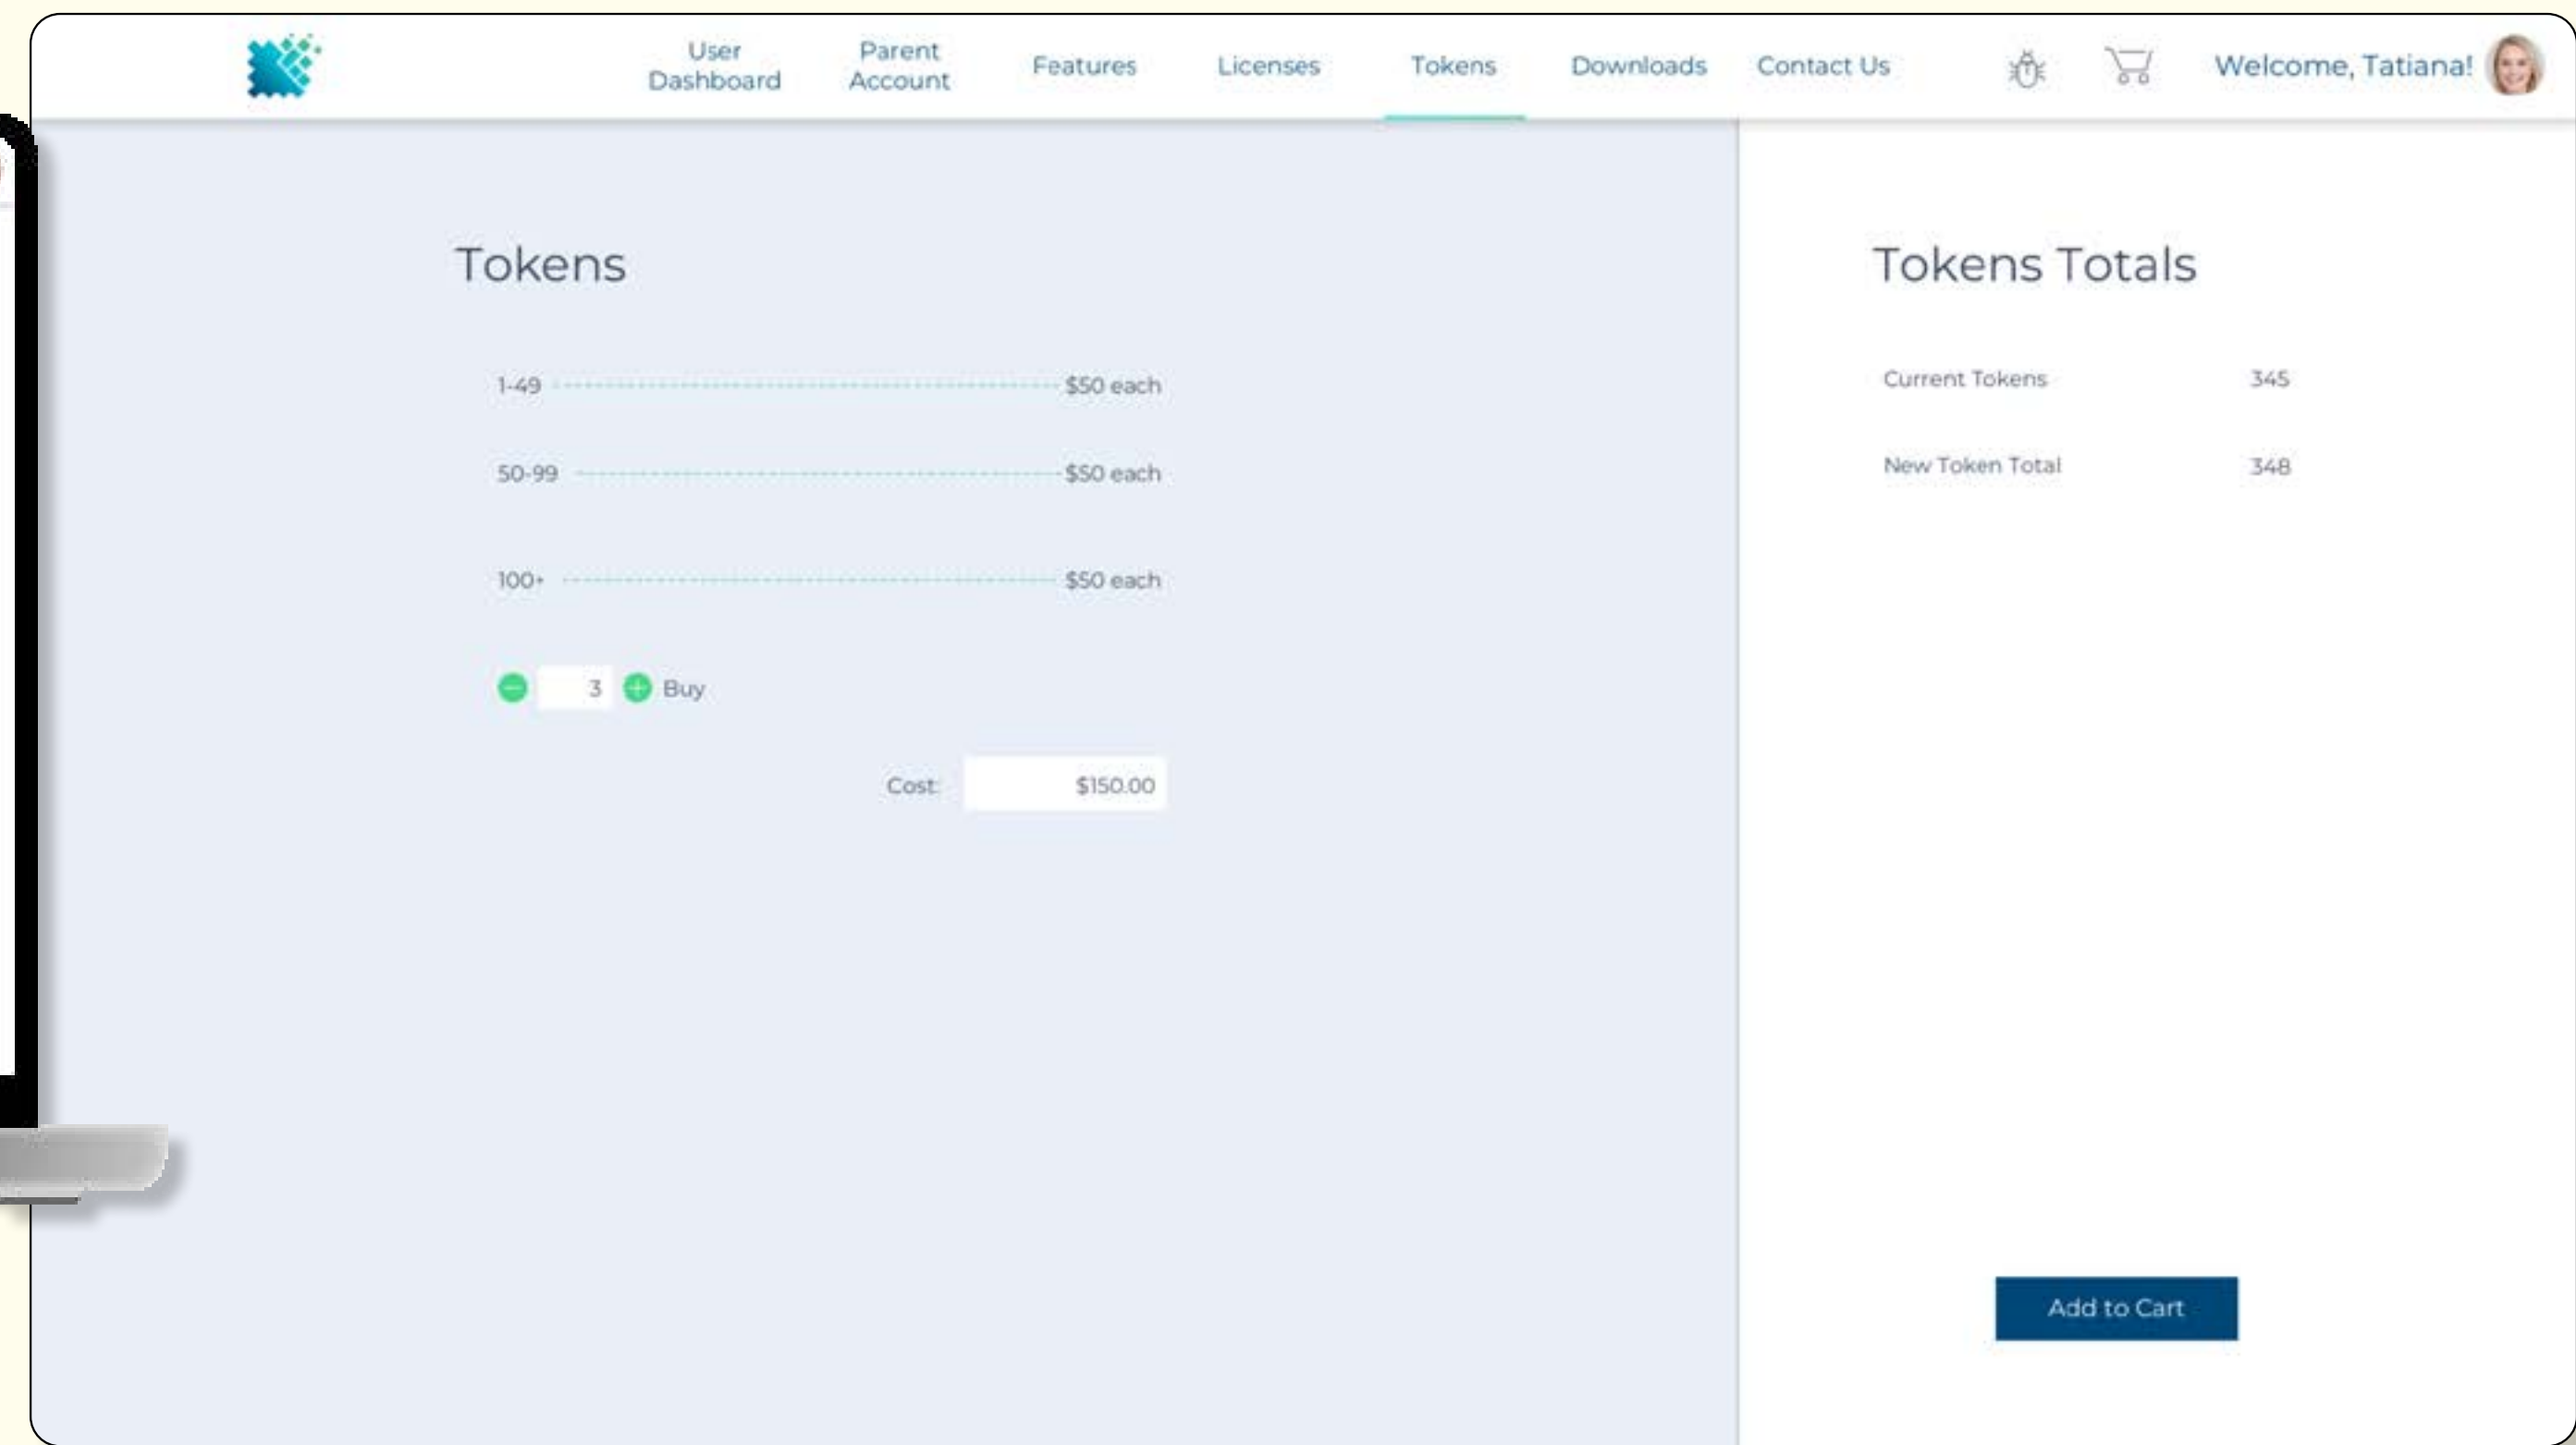 User Dashboard
Parent Account
Features
Licenses
Tokens
Downloads
Contact Us
Welcome, Tatiana!
Tokens
1-49 $50 each
50-99 $50 each
100+ $50 each
3 Buy
Cost: $150.00
Tokens Totals
Current Tokens 345
New Token Total 348
Add to Cart